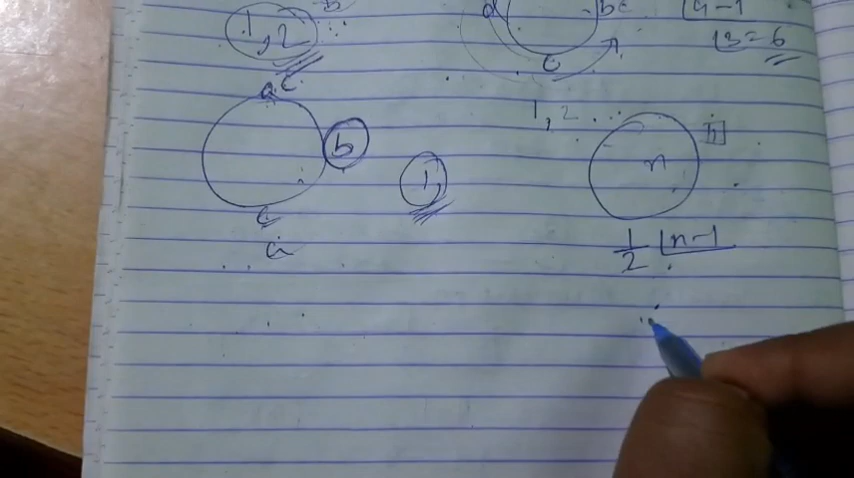 1, 2
d
b c
c
|4-1
|3 = 6
a c
b
c
a
1,
1, 2 . . .
n
n
1/2 |n-1